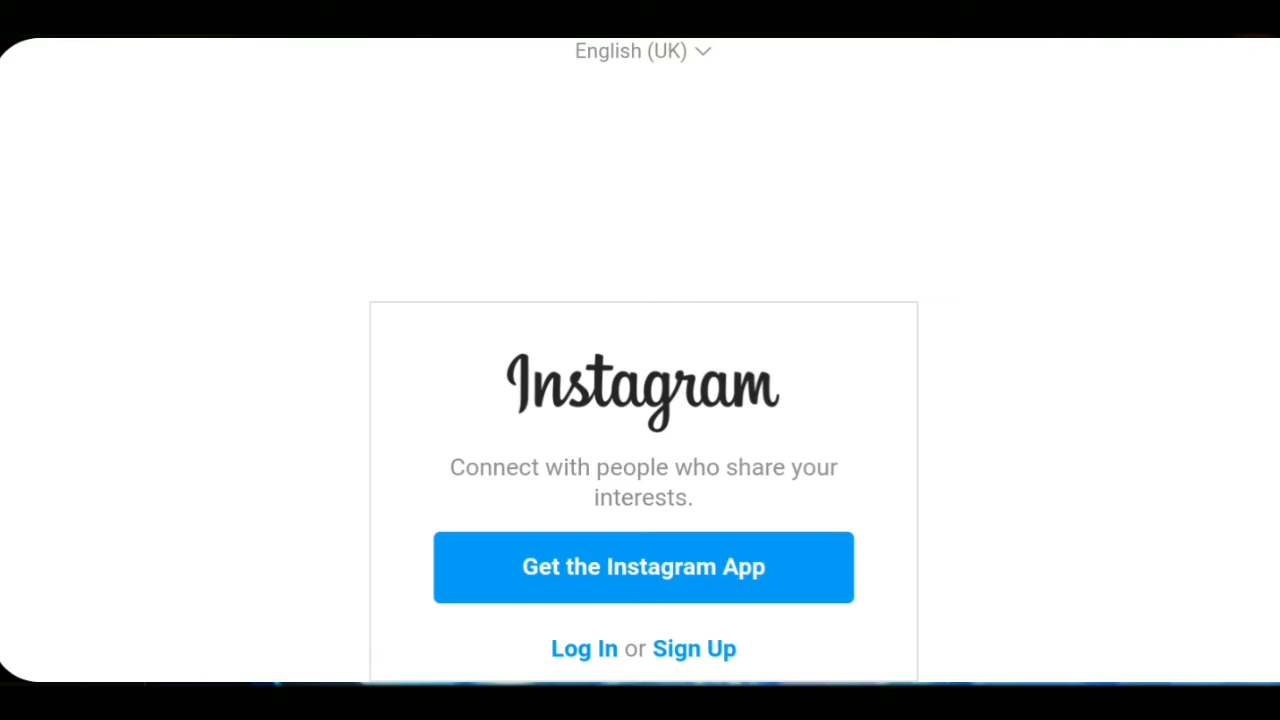 English (UK)
Instagram
Connect with people who share your
interests.
Get the Instagram App
Log In or Sign Up